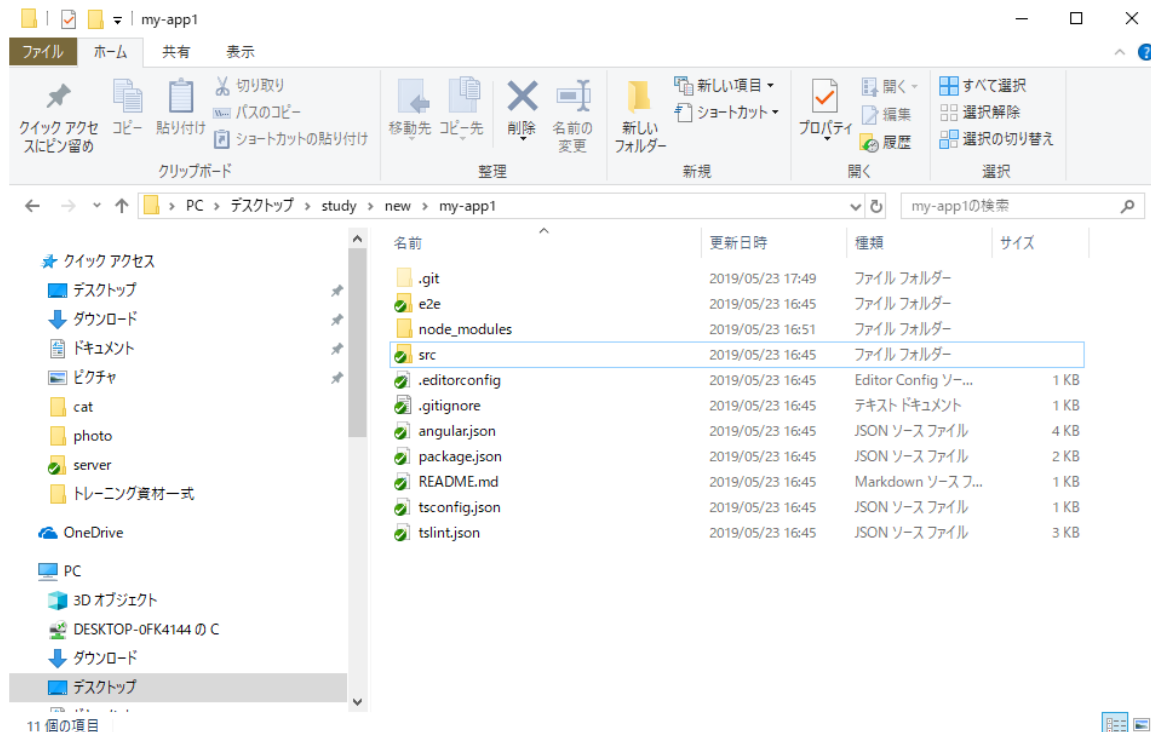 my-app1
ファイル ホーム 共有 表示
クイック アクセスにピン留め
コピー
貼り付け
切り取り
パスのコピー
ショートカットの貼り付け
クリップボード
移動先
コピー先
削除
名前の変更
整理
新しいフォルダー
新しい項目
ショートカット
新規
プロパティ
開く
編集
履歴
開く
すべて選択
選択解除
選択の切り替え
選択
PC › デスクトップ › study › new › my-app1
my-app1の検索
クイック アクセス
デスクトップ
ダウンロード
ドキュメント
ピクチャ
cat
photo
server
トレーニング資材一式
OneDrive
PC
3D オブジェクト
DESKTOP-0FK4144 の C
ダウンロード
デスクトップ
名前 更新日時 種類 サイズ
.git 2019/05/23 17:49 ファイル フォルダー
e2e 2019/05/23 16:45 ファイル フォルダー
node_modules 2019/05/23 16:51 ファイル フォルダー
src 2019/05/23 16:45 ファイル フォルダー
.editorconfig 2019/05/23 16:45 Editor Config ソー... 1 KB
.gitignore 2019/05/23 16:45 テキスト ドキュメント 1 KB
angular.json 2019/05/23 16:45 JSON ソース ファイル 4 KB
package.json 2019/05/23 16:45 JSON ソース ファイル 2 KB
README.md 2019/05/23 16:45 Markdown ソース フ... 1 KB
tsconfig.json 2019/05/23 16:45 JSON ソース ファイル 1 KB
tslint.json 2019/05/23 16:45 JSON ソース ファイル 3 KB
11 個の項目